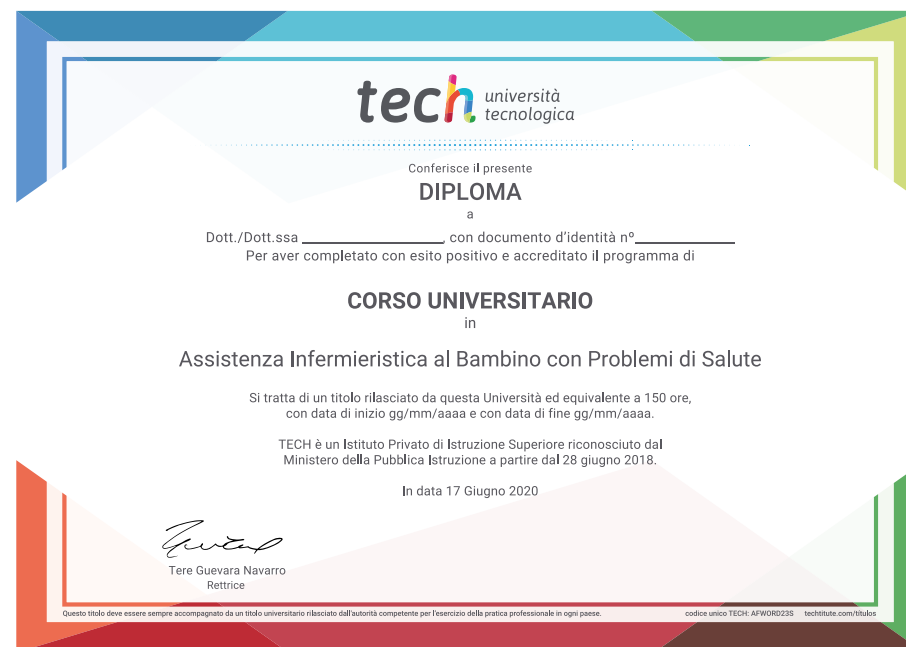 tech università
tecnologica
Conferisce il presente
DIPLOMA
a
Dott./Dott.ssa ________________, con documento d'identità nº____________
Per aver completato con esito positivo e accreditato il programma di
CORSO UNIVERSITARIO
in
Assistenza Infermieristica al Bambino con Problemi di Salute
Si tratta di un titolo rilasciato da questa Università ed equivalente a 150 ore,
con data di inizio gg/mm/aaaa e con data di fine gg/mm/aaaa.
TECH è un Istituto Privato di Istruzione Superiore riconosciuto dal
Ministero della Pubblica Istruzione a partire dal 28 giugno 2018.
In data 17 Giugno 2020
Tere Guevara Navarro
Rettrice
Questo titolo deve essere sempre accompagnato da un titolo universitario rilasciato dall'autorità competente per l'esercizio della pratica professionale in ogni paese. codice unico TECH: AFWORD23S techtitute.com/titulos